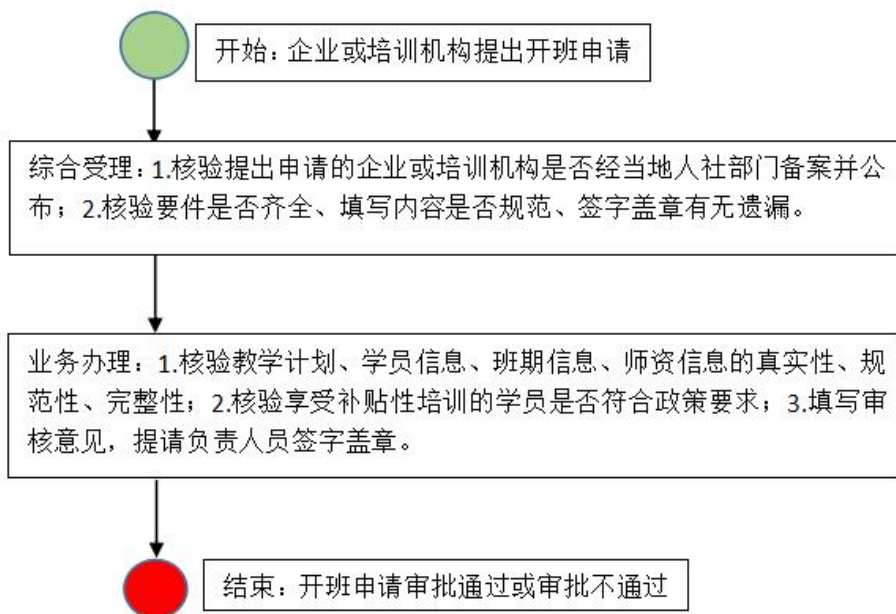 开始：企业或培训机构提出开班申请
综合受理：1.核验提出申请的企业或培训机构是否经当地人社部门备案并公
布；2.核验要件是否齐全、填写内容是否规范、签字盖章有无遗漏。
业务办理：1.核验教学计划、学员信息、班期信息、师资信息的真实性、规
范性、完整性；2.核验享受补贴性培训的学员是否符合政策要求；3.填写审
核意见，提请负责人员签字盖章。
结束：开班申请审批通过或审批不通过